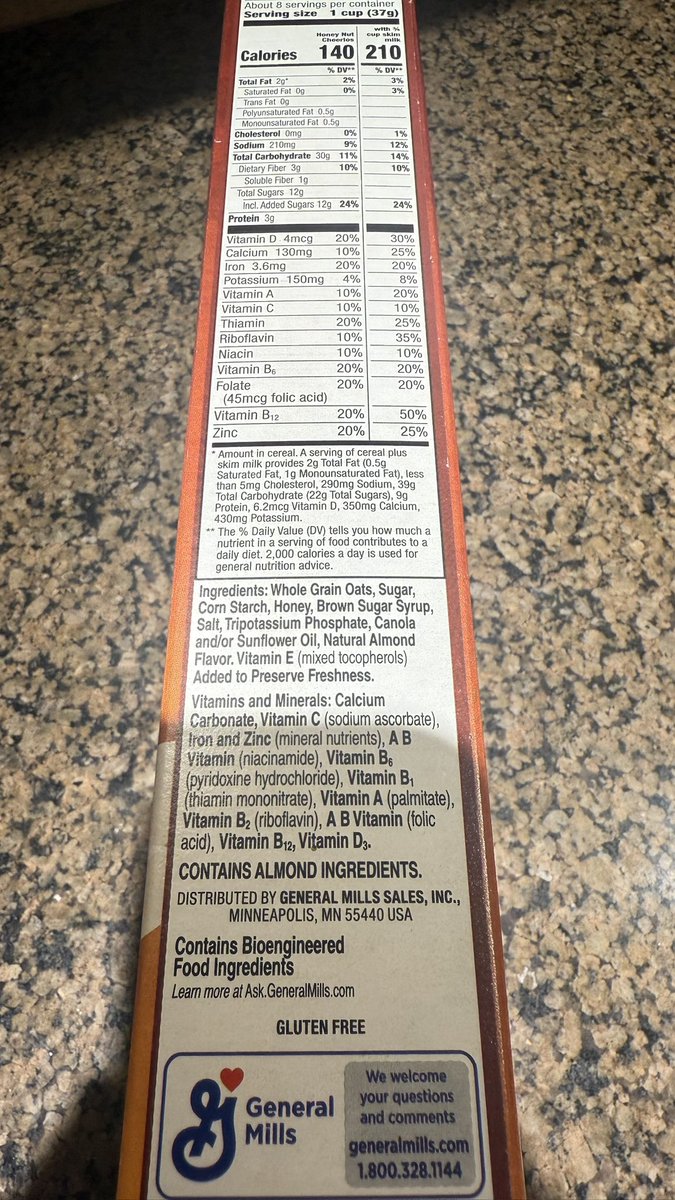 About 8 servings per container
Serving size 1 cup (37g)
Honey Nut Cheerios
with ¾ cup skim milk
Calories 140 210
% DV** % DV**
Total Fat 2g* 2% 3%
Saturated Fat 0g 0% 3%
Trans Fat 0g
Polyunsaturated Fat 0.5g
Monounsaturated Fat 0.5g
Cholesterol 0mg 0% 1%
Sodium 210mg 9% 12%
Total Carbohydrate 30g 11% 14%
Dietary Fiber 3g 10% 10%
Soluble Fiber 1g
Total Sugars 12g
Incl. Added Sugars 12g 24% 24%
Protein 3g
Vitamin D 4mcg 20% 30%
Calcium 130mg 10% 25%
Iron 3.6mg 20% 20%
Potassium 150mg 4% 8%
Vitamin A 10% 20%
Vitamin C 10% 10%
Thiamin 20% 25%
Riboflavin 10% 35%
Niacin 10% 10%
Vitamin B6 20% 20%
Folate 20% 20%
(45mcg folic acid)
Vitamin B12 20% 50%
Zinc 20% 25%
* Amount in cereal. A serving of cereal plus
skim milk provides 2g Total Fat (0.5g
Saturated Fat, 1g Monounsaturated Fat), less
than 5mg Cholesterol, 290mg Sodium, 39g
Total Carbohydrate (22g Total Sugars), 9g
Protein, 6.2mcg Vitamin D, 350mg Calcium,
430mg Potassium.
** The % Daily Value (DV) tells you how much a
nutrient in a serving of food contributes to a
daily diet. 2,000 calories a day is used for
general nutrition advice.
Ingredients: Whole Grain Oats, Sugar,
Corn Starch, Honey, Brown Sugar Syrup,
Salt, Tripotassium Phosphate, Canola
and/or Sunflower Oil, Natural Almond
Flavor. Vitamin E (mixed tocopherols)
Added to Preserve Freshness.
Vitamins and Minerals: Calcium
Carbonate, Vitamin C (sodium ascorbate),
Iron and Zinc (mineral nutrients), A B
Vitamin (niacinamide), Vitamin B6
(pyridoxine hydrochloride), Vitamin B1
(thiamin mononitrate), Vitamin A (palmitate),
Vitamin B2 (riboflavin), A B Vitamin (folic
acid), Vitamin B12, Vitamin D3.
CONTAINS ALMOND INGREDIENTS.
DISTRIBUTED BY GENERAL MILLS SALES, INC.,
MINNEAPOLIS, MN 55440 USA
Contains Bioengineered
Food Ingredients
Learn more at Ask.GeneralMills.com
GLUTEN FREE
General
Mills
We welcome
your questions
and comments
generalmills.com
1.800.328.1144